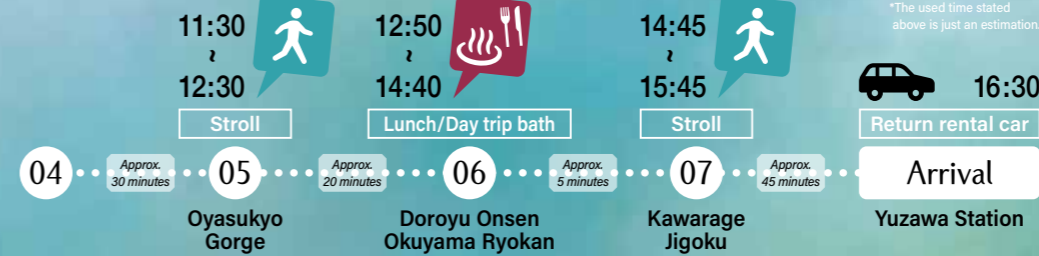 *The used time stated
above is just an estimation.
11:30
~
12:30
Stroll
12:50
~
14:40
Lunch/Day trip bath
14:45
~
15:45
Stroll
16:30
Return rental car
04
Approx.
30 minutes
05
Approx.
20 minutes
06
Approx.
5 minutes
07
Approx.
45 minutes
Arrival
Oyasukyo
Gorge
Doroyu Onsen
Okuyama Ryokan
Kawarage
Jigoku
Yuzawa Station